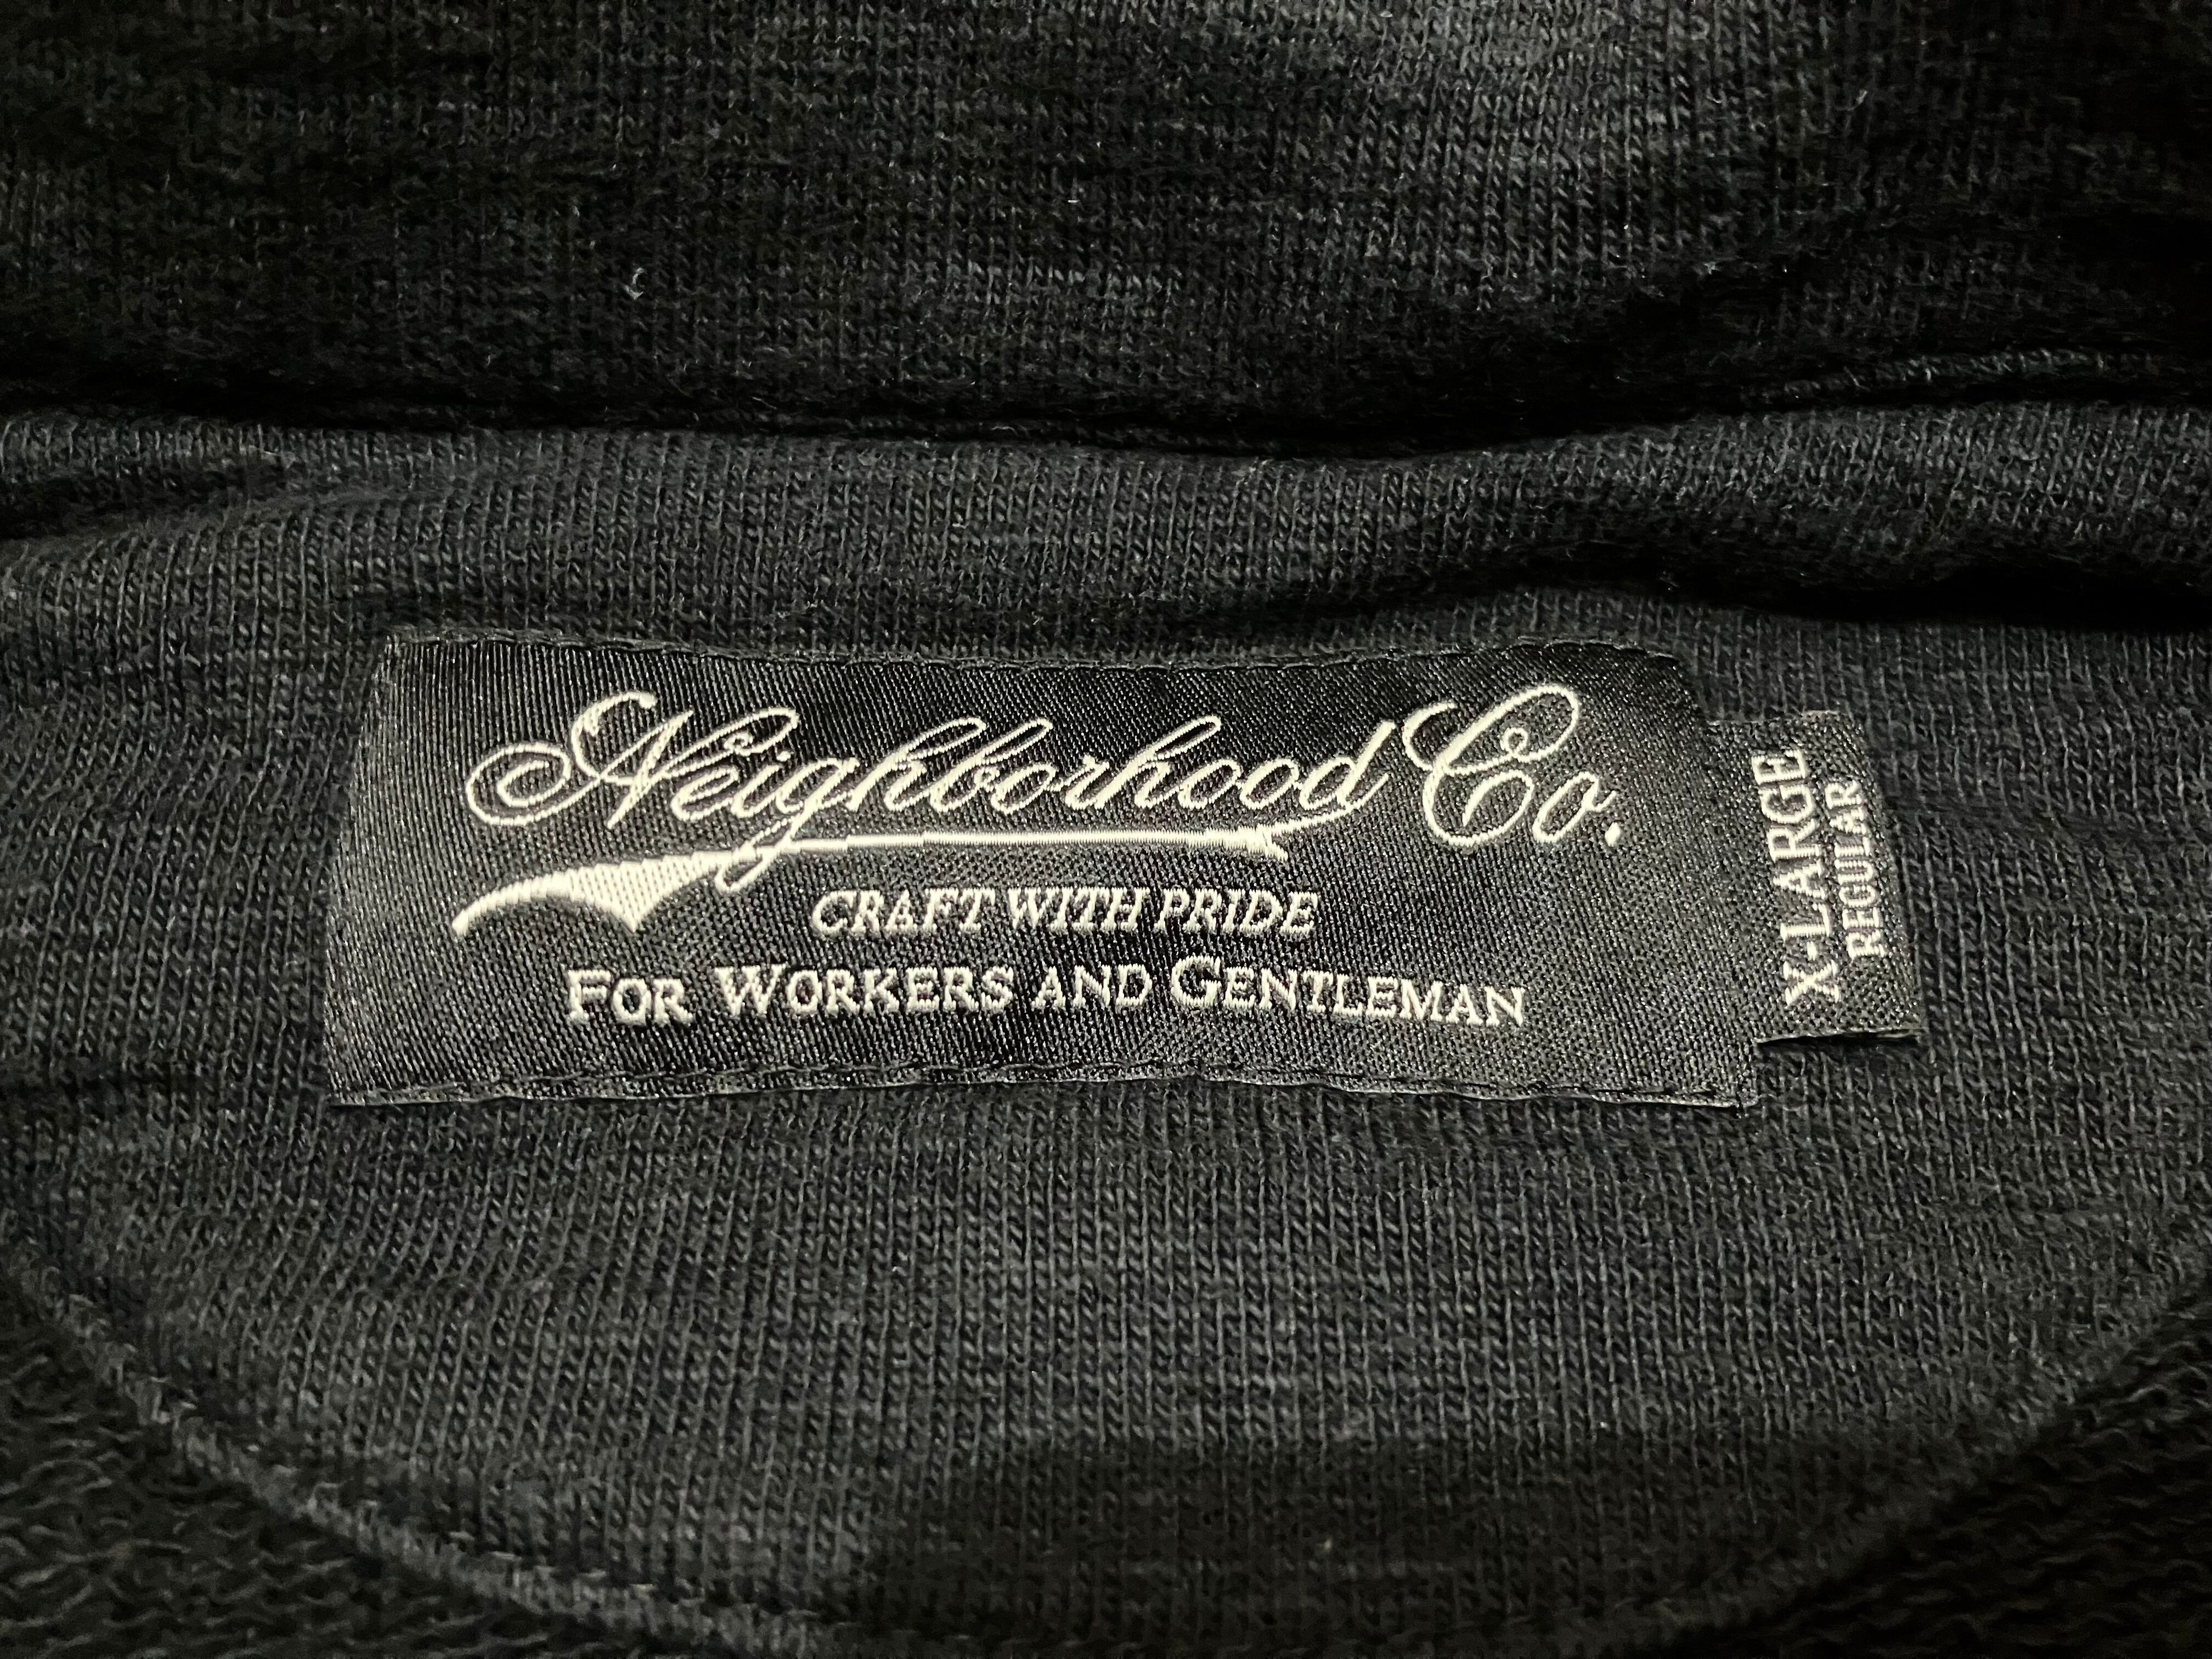 Neighborhood Co.
CRAFT WITH PRIDE
FOR WORKERS AND GENTLEMAN
X-LARGE
REGULAR